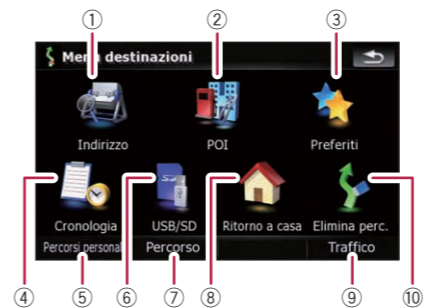 ① ② ③
Menu destinazioni
Indirizzo POI Preferiti
SD
Cronologia USB/SD Ritorno a casa Elimina perc.
Percorsi personal Percorso Traffico
④ ⑤ ⑥ ⑦ ⑧ ⑨ ⑩